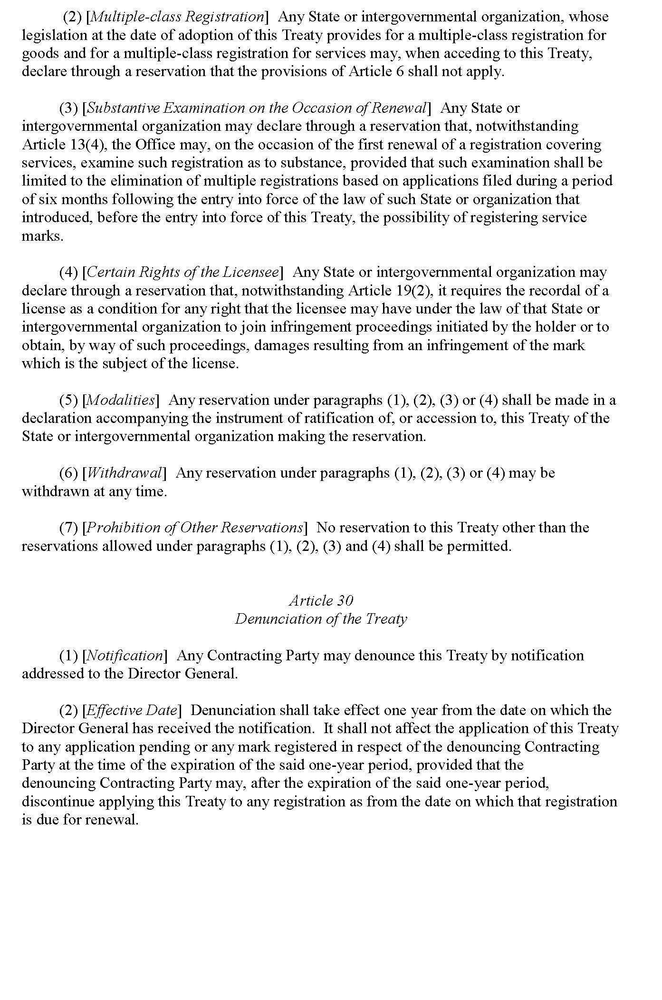 (2) [Multiple-class Registration] Any State or intergovernmental organization, whose
legislation at the date of adoption of this Treaty provides for a multiple-class registration for
goods and for a multiple-class registration for services may, when acceding to this Treaty,
declare through a reservation that the provisions of Article 6 shall not apply.
(3) [Substantive Examination on the Occasion of Renewal] Any State or
intergovernmental organization may declare through a reservation that, notwithstanding
Article 13(4), the Office may, on the occasion of the first renewal of a registration covering
services, examine such registration as to substance, provided that such examination shall be
limited to the elimination of multiple registrations based on applications filed during a period
of six months following the entry into force of the law of such State or organization that
introduced, before the entry into force of this Treaty, the possibility of registering service
marks.
(4) [Certain Rights of the Licensee] Any State or intergovernmental organization may
declare through a reservation that, notwithstanding Article 19(2), it requires the recordal of a
license as a condition for any right that the licensee may have under the law of that State or
intergovernmental organization to join infringement proceedings initiated by the holder or to
obtain, by way of such proceedings, damages resulting from an infringement of the mark
which is the subject of the license.
(5) [Modalities] Any reservation under paragraphs (1), (2), (3) or (4) shall be made in a
declaration accompanying the instrument of ratification of, or accession to, this Treaty of the
State or intergovernmental organization making the reservation.
(6) [Withdrawal] Any reservation under paragraphs (1), (2), (3) or (4) may be
withdrawn at any time.
(7) [Prohibition of Other Reservations] No reservation to this Treaty other than the
reservations allowed under paragraphs (1), (2), (3) and (4) shall be permitted.
Article 30
Denunciation of the Treaty
(1) [Notification] Any Contracting Party may denounce this Treaty by notification
addressed to the Director General.
(2) [Effective Date] Denunciation shall take effect one year from the date on which the
Director General has received the notification. It shall not affect the application of this Treaty
to any application pending or any mark registered in respect of the denouncing Contracting
Party at the time of the expiration of the said one-year period, provided that the
denouncing Contracting Party may, after the expiration of the said one-year period,
discontinue applying this Treaty to any registration as from the date on which that registration
is due for renewal.